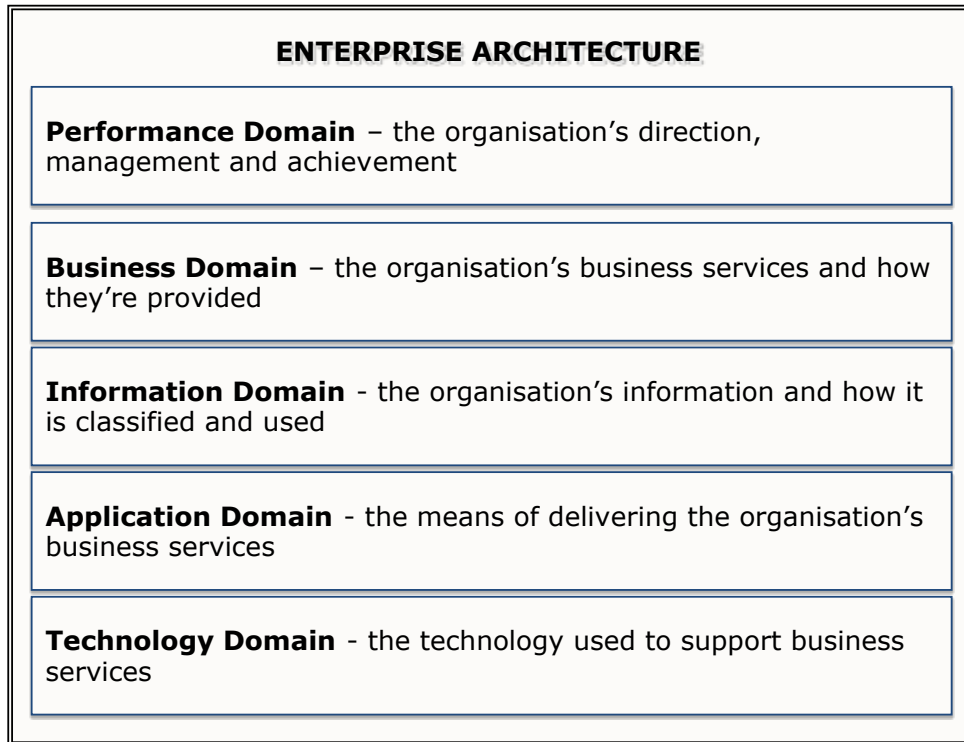 ENTERPRISE ARCHITECTURE
Performance Domain – the organisation’s direction,
management and achievement
Business Domain – the organisation’s business services and how
they’re provided
Information Domain - the organisation’s information and how it
is classified and used
Application Domain - the means of delivering the organisation’s
business services
Technology Domain - the technology used to support business
services